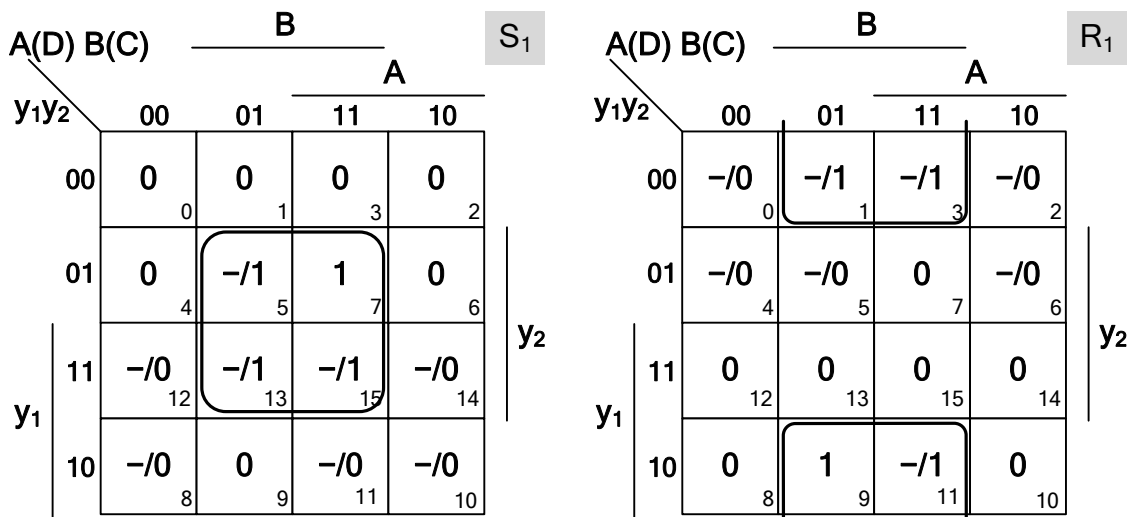 B S₁
A(D) B(C)
A
y₁y₂ 00 01 11 10
00 0 0 0 0
0 1 3 2
01 0 −/1 1 0
4 5 7 6
y₂
11 −/0 −/1 −/1 −/0
12 13 15 14
y₁
10 −/0 0 −/0 −/0
8 9 11 10
B R₁
A(D) B(C)
A
y₁y₂ 00 01 11 10
00 −/0 −/1 −/1 −/0
0 1 3 2
01 −/0 −/0 0 −/0
4 5 7 6
y₂
11 0 0 0 0
12 13 15 14
y₁
10 0 1 −/1 0
8 9 11 10